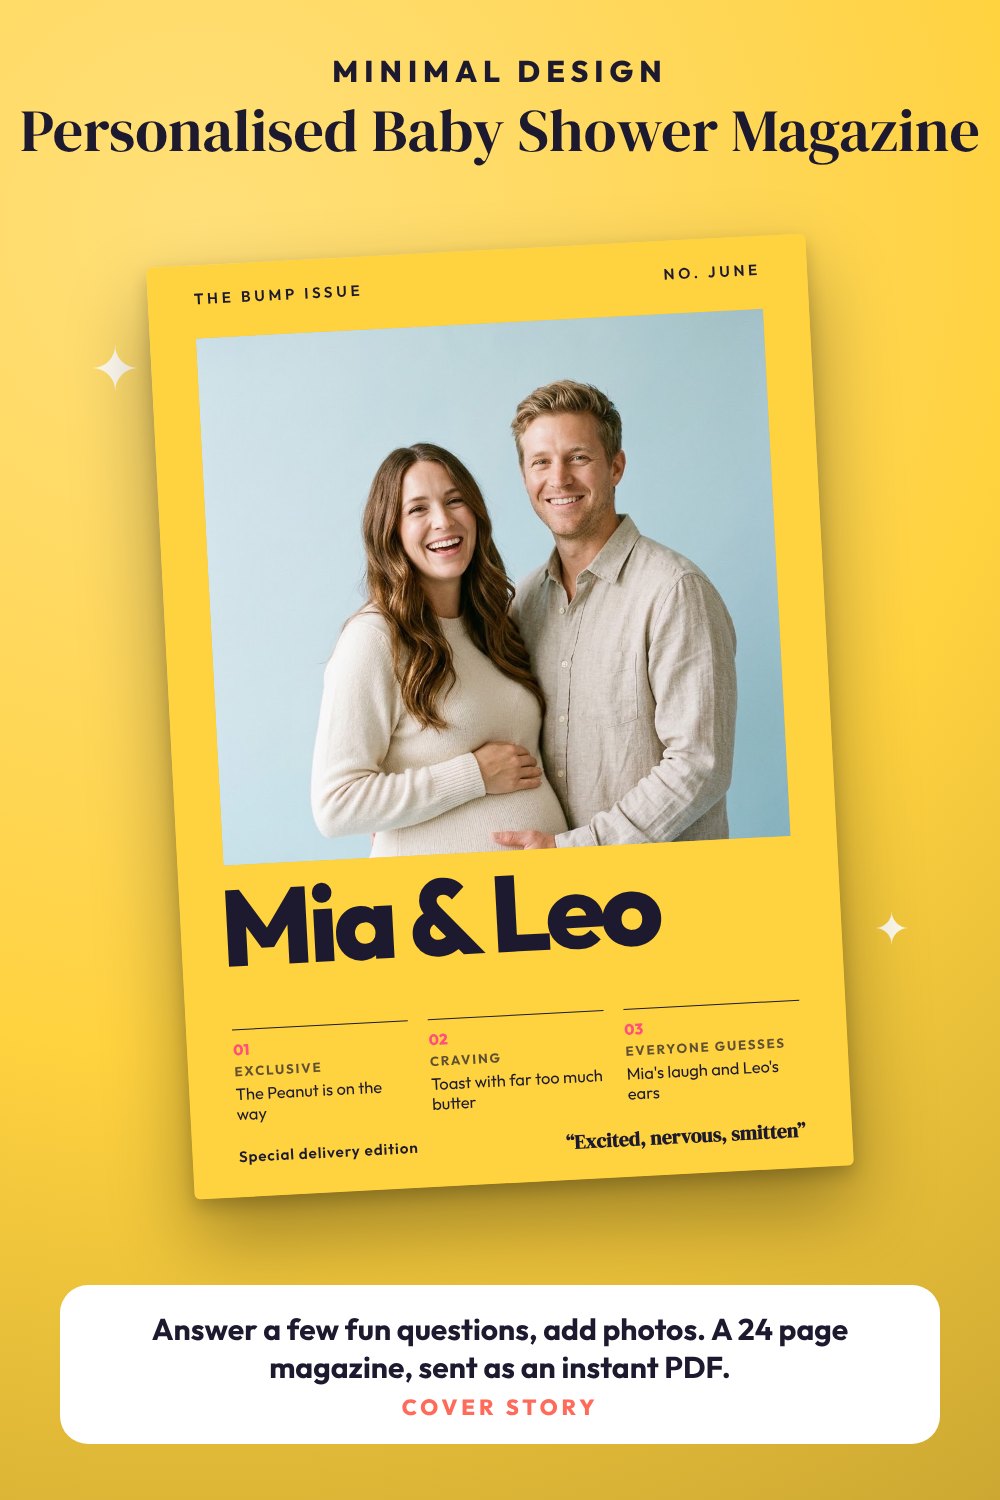 MINIMAL DESIGN
Personalised Baby Shower Magazine
THE BUMP ISSUE
NO. JUNE
Mia & Leo
01
EXCLUSIVE
The Peanut is on the
way
02
CRAVING
Toast with far too much
butter
03
EVERYONE GUESSES
Mia's laugh and Leo's
ears
Special delivery edition
“Excited, nervous, smitten”
Answer a few fun questions, add photos. A 24 page
magazine, sent as an instant PDF.
COVER STORY